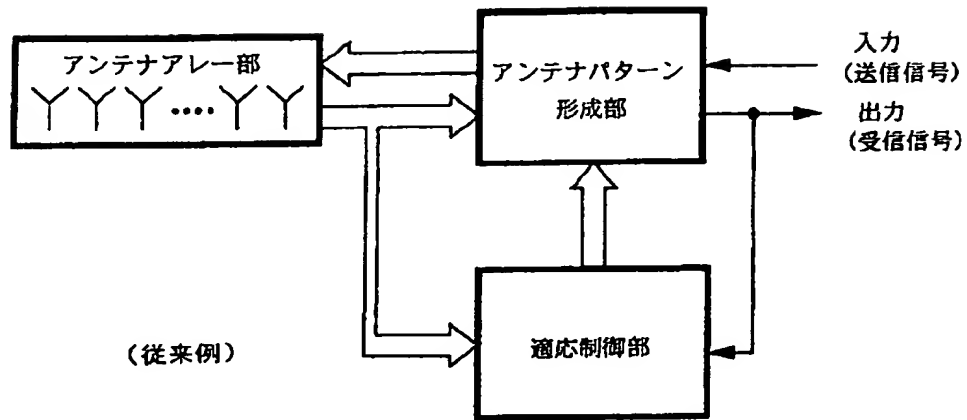 アンテナアレー部
アンテナパターン
形成部
入力
(送信信号)
出力
(受信信号)
適応制御部
(従来例)